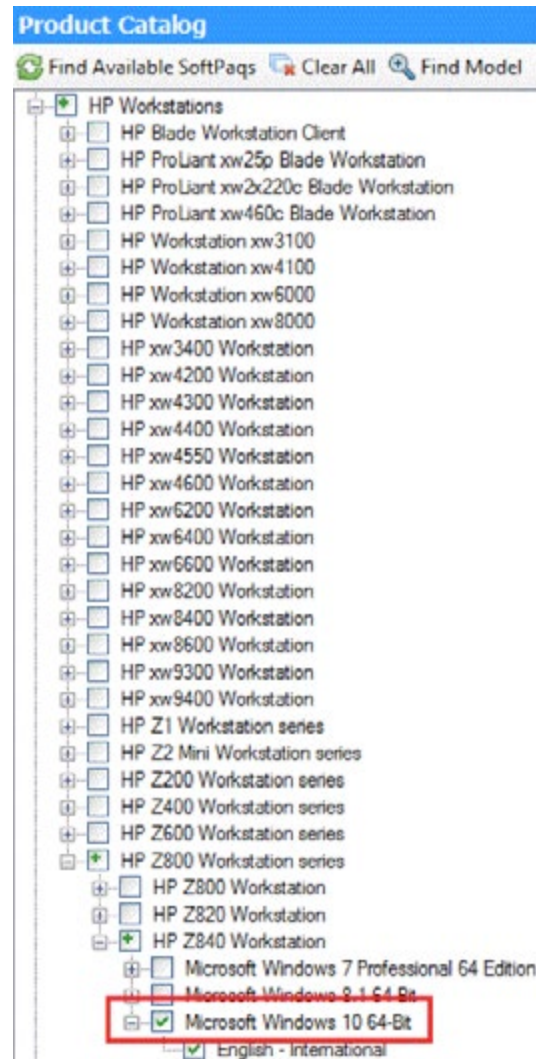 Product Catalog
Find Available SoftPaqs Clear All Find Model
HP Workstations
HP Blade Workstation Client
HP ProLiant xw25p Blade Workstation
HP ProLiant xw2x220c Blade Workstation
HP ProLiant xw460c Blade Workstation
HP Workstation xw3100
HP Workstation xw4100
HP Workstation xw6000
HP Workstation xw8000
HP xw3400 Workstation
HP xw4200 Workstation
HP xw4300 Workstation
HP xw4400 Workstation
HP xw4550 Workstation
HP xw4600 Workstation
HP xw6200 Workstation
HP xw6400 Workstation
HP xw6600 Workstation
HP xw8200 Workstation
HP xw8400 Workstation
HP xw8600 Workstation
HP xw9300 Workstation
HP xw9400 Workstation
HP Z1 Workstation series
HP Z2 Mini Workstation series
HP Z200 Workstation series
HP Z400 Workstation series
HP Z600 Workstation series
HP Z800 Workstation series
HP Z800 Workstation
HP Z820 Workstation
HP Z840 Workstation
Microsoft Windows 7 Professional 64 Edition
Microsoft Windows 8.1 64-Bit
Microsoft Windows 10 64-Bit
English - International